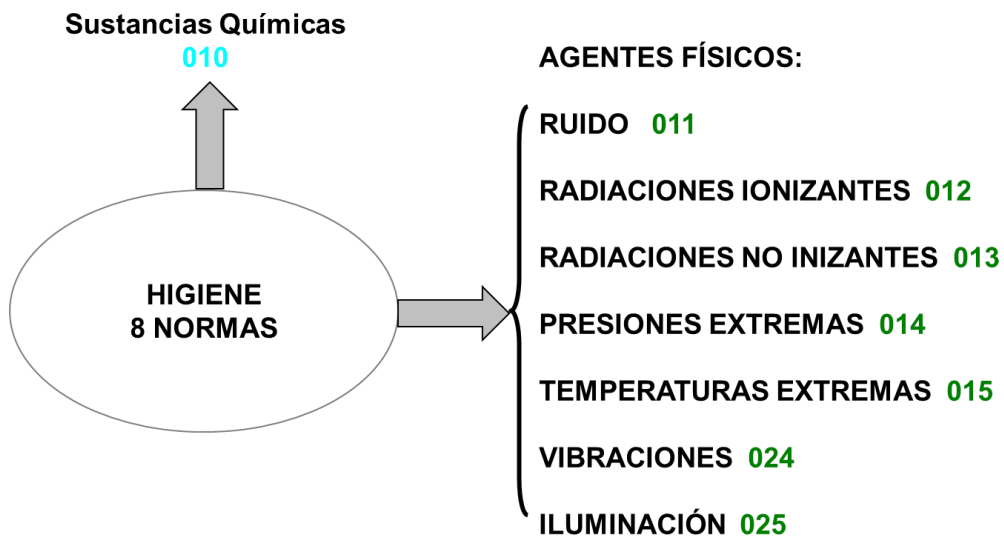 Sustancias Químicas
010
HIGIENE
8 NORMAS
AGENTES FÍSICOS:
RUIDO 011
RADIACIONES IONIZANTES 012
RADIACIONES NO INIZANTES 013
PRESIONES EXTREMAS 014
TEMPERATURAS EXTREMAS 015
VIBRACIONES 024
ILUMINACIÓN 025